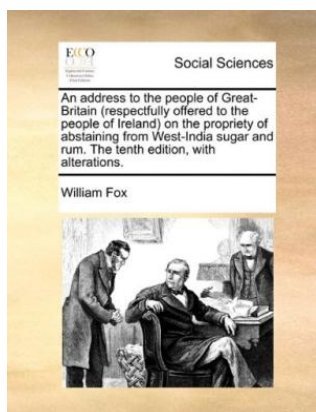 ECCO
Social Sciences
An address to the people of Great-
Britain (respectfully offered to the
people of Ireland) on the propriety of
abstaining from West-India sugar and
rum. The tenth edition, with
alterations.
William Fox